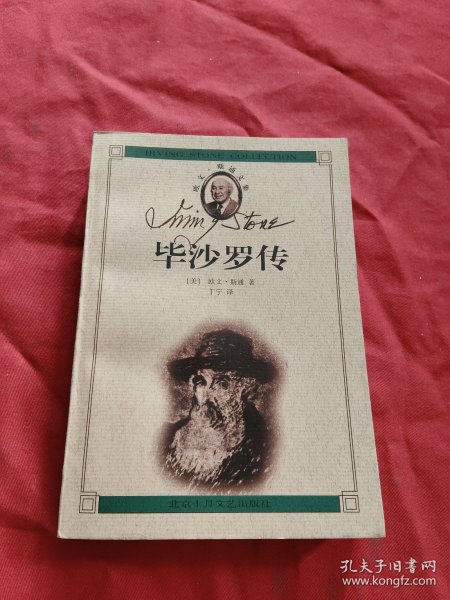 IRVING STONE COLLECTION
欧文·斯通文集
Irving Stone
毕沙罗传
[美] 欧文·斯通 著
丁宁 译
北京十月文艺出版社
孔夫子旧书网
www.kongfz.com